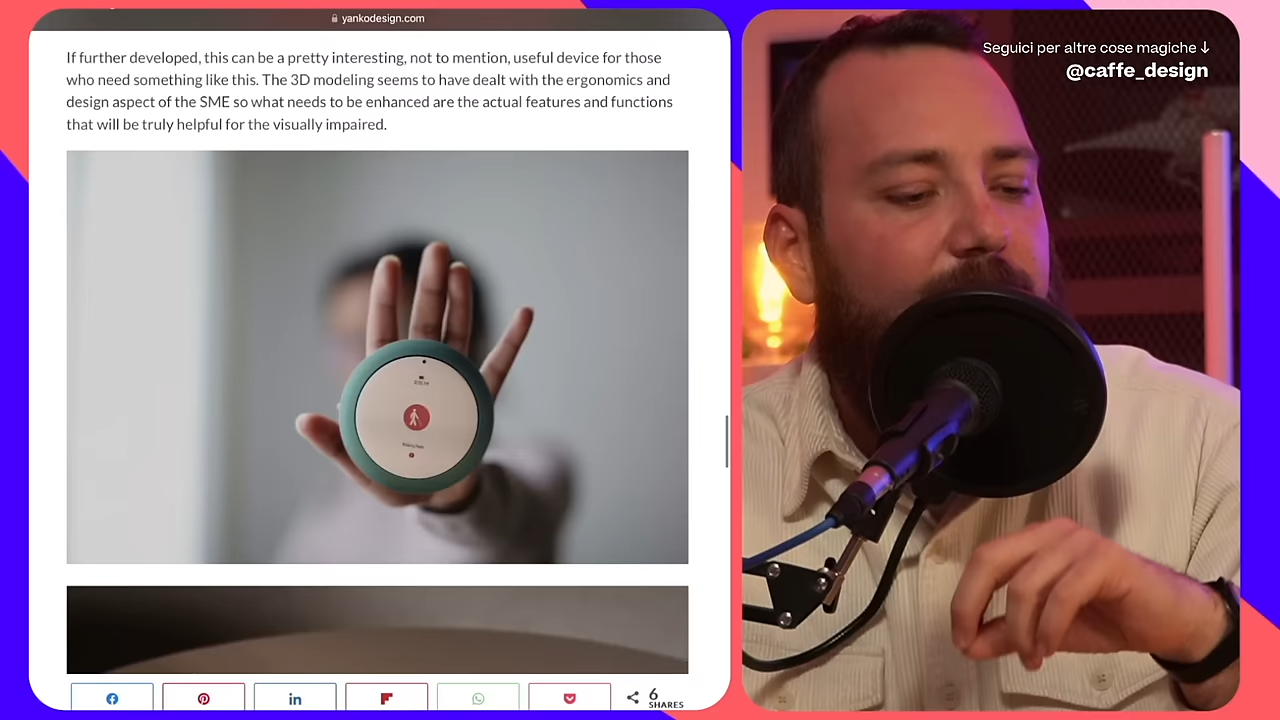 yankodesign.com
If further developed, this can be a pretty interesting, not to mention, useful device for those
who need something like this. The 3D modeling seems to have dealt with the ergonomics and
design aspect of the SME so what needs to be enhanced are the actual features and functions
that will be truly helpful for the visually impaired.
6
SHARES
Seguici per altre cose magiche ↓
@caffe_design